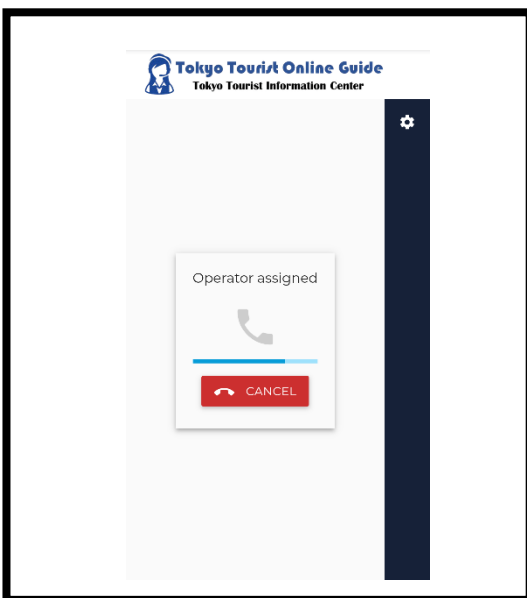 Tokyo Tourist Online Guide
Tokyo Tourist Information Center
Operator assigned
CANCEL